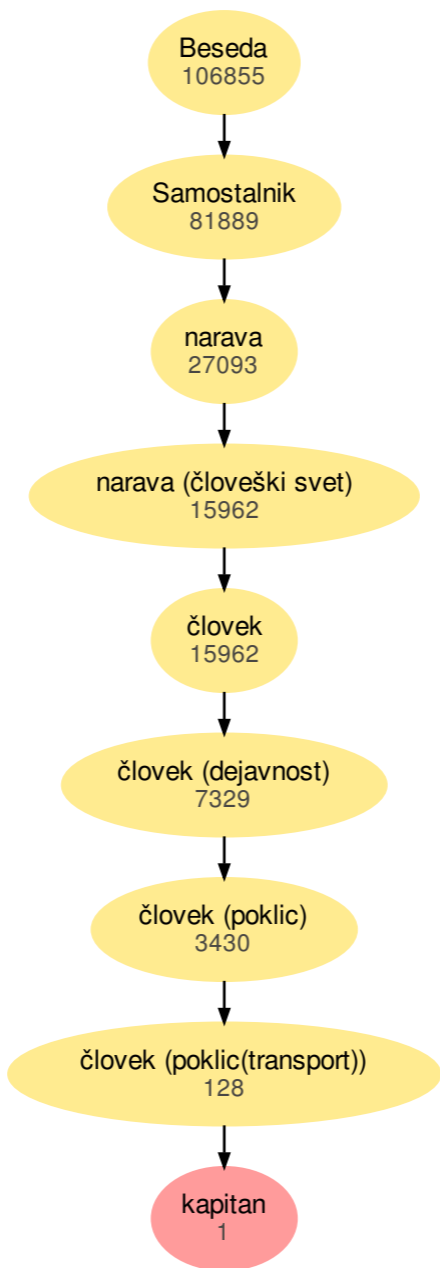 Beseda
106855
Samostalnik
81889
narava
27093
narava (človeški svet)
15962
človek
15962
človek (dejavnost)
7329
človek (poklic)
3430
človek (poklic(transport))
128
kapitan
1